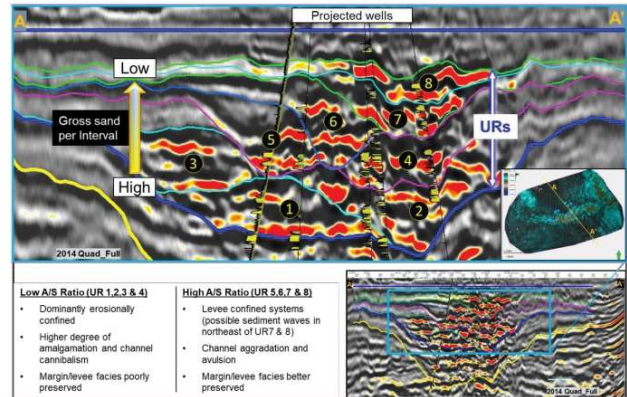 A
Projected wells
A'
Low
8
Gross sand
per Interval
6
7
URs
5
3
4
High
1
2
A
A'
2014 Quad_Full
Low A/S Ratio (UR 1,2,3 & 4)
• Dominantly erosionally
confined
• Higher degree of
amalgamation and channel
cannibalism
• Margin/levee facies poorly
preserved
High A/S Ratio (UR 5,6,7 & 8)
• Levee confined systems
(possible sediment waves in
northeast of UR7 & 8)
• Channel aggradation and
avulsion
• Margin/levee facies better
preserved
A
A'
2014 Quad_Full